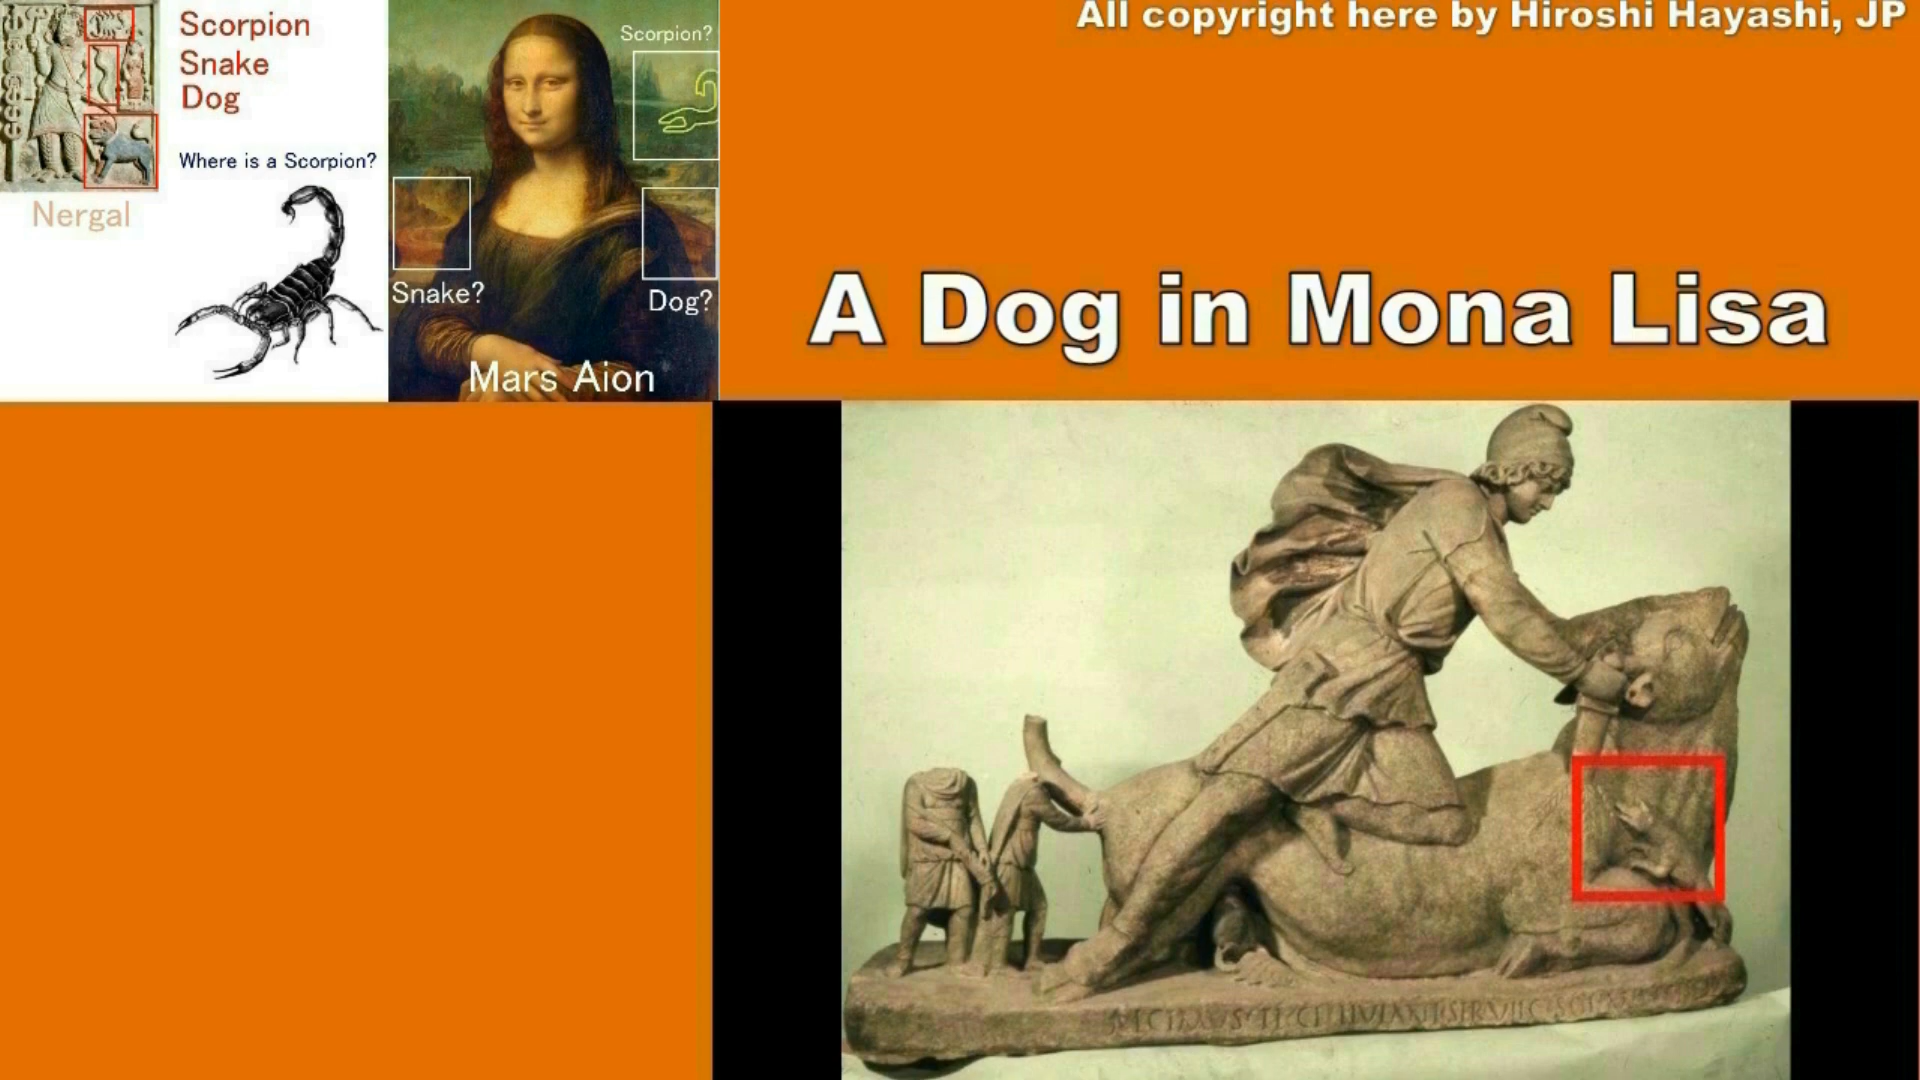 All copyright here by Hiroshi Hayashi, JP
Scorpion
Snake
Dog
Where is a Scorpion?
Nergal
Scorpion?
Snake?
Dog?
Mars Aion
A Dog in Mona Lisa